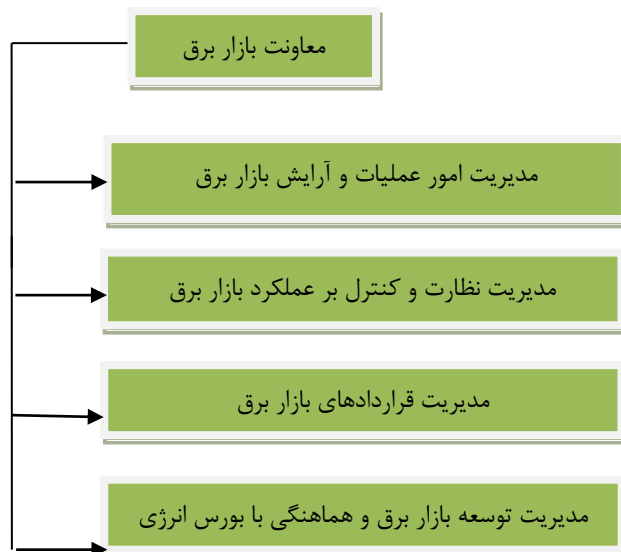 معاونت بازار برق
مدیریت امور عملیات و آرایش بازار برق
مدیریت نظارت و کنترل بر عملکرد بازار برق
مدیریت قراردادهای بازار برق
مدیریت توسعه بازار برق و هماهنگی با بورس انرژی